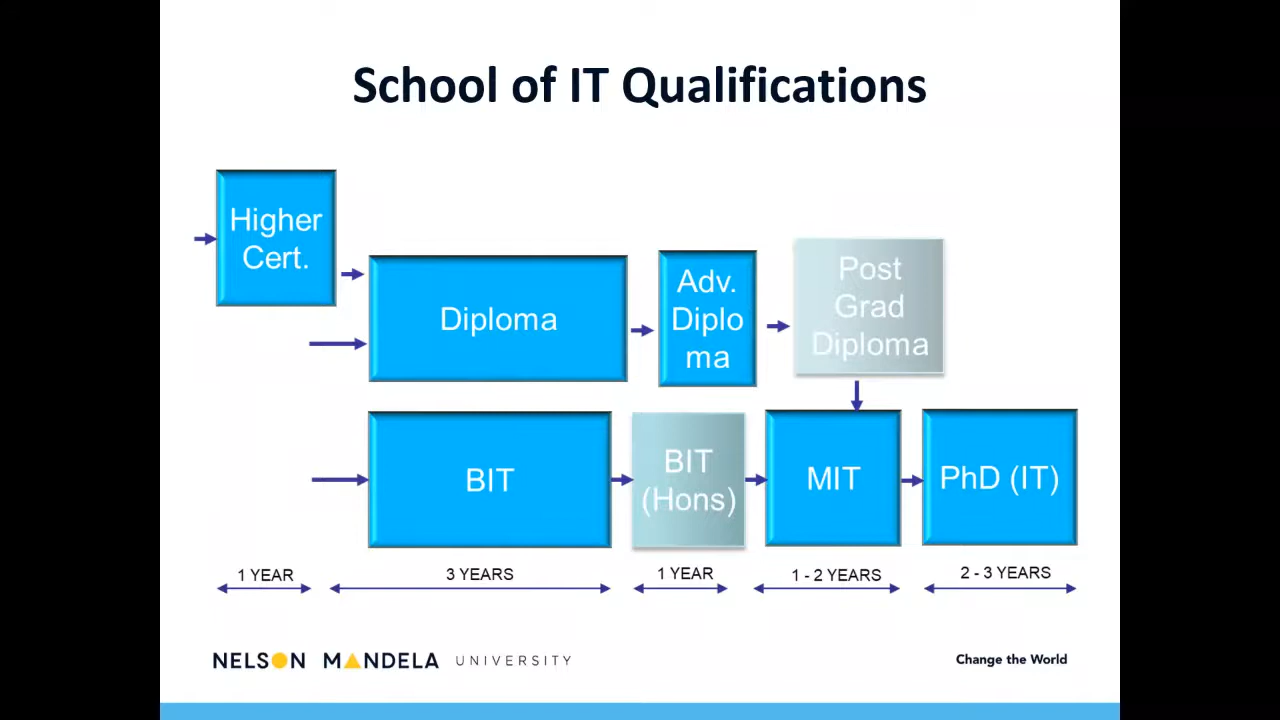 School of IT Qualifications
Higher
Cert.
Diploma
Adv.
Diplo
ma
Post
Grad
Diploma
BIT
BIT
(Hons)
MIT
PhD (IT)
1 YEAR
3 YEARS
1 YEAR
1 - 2 YEARS
2 - 3 YEARS
NELSON MANDELA UNIVERSITY
Change the World